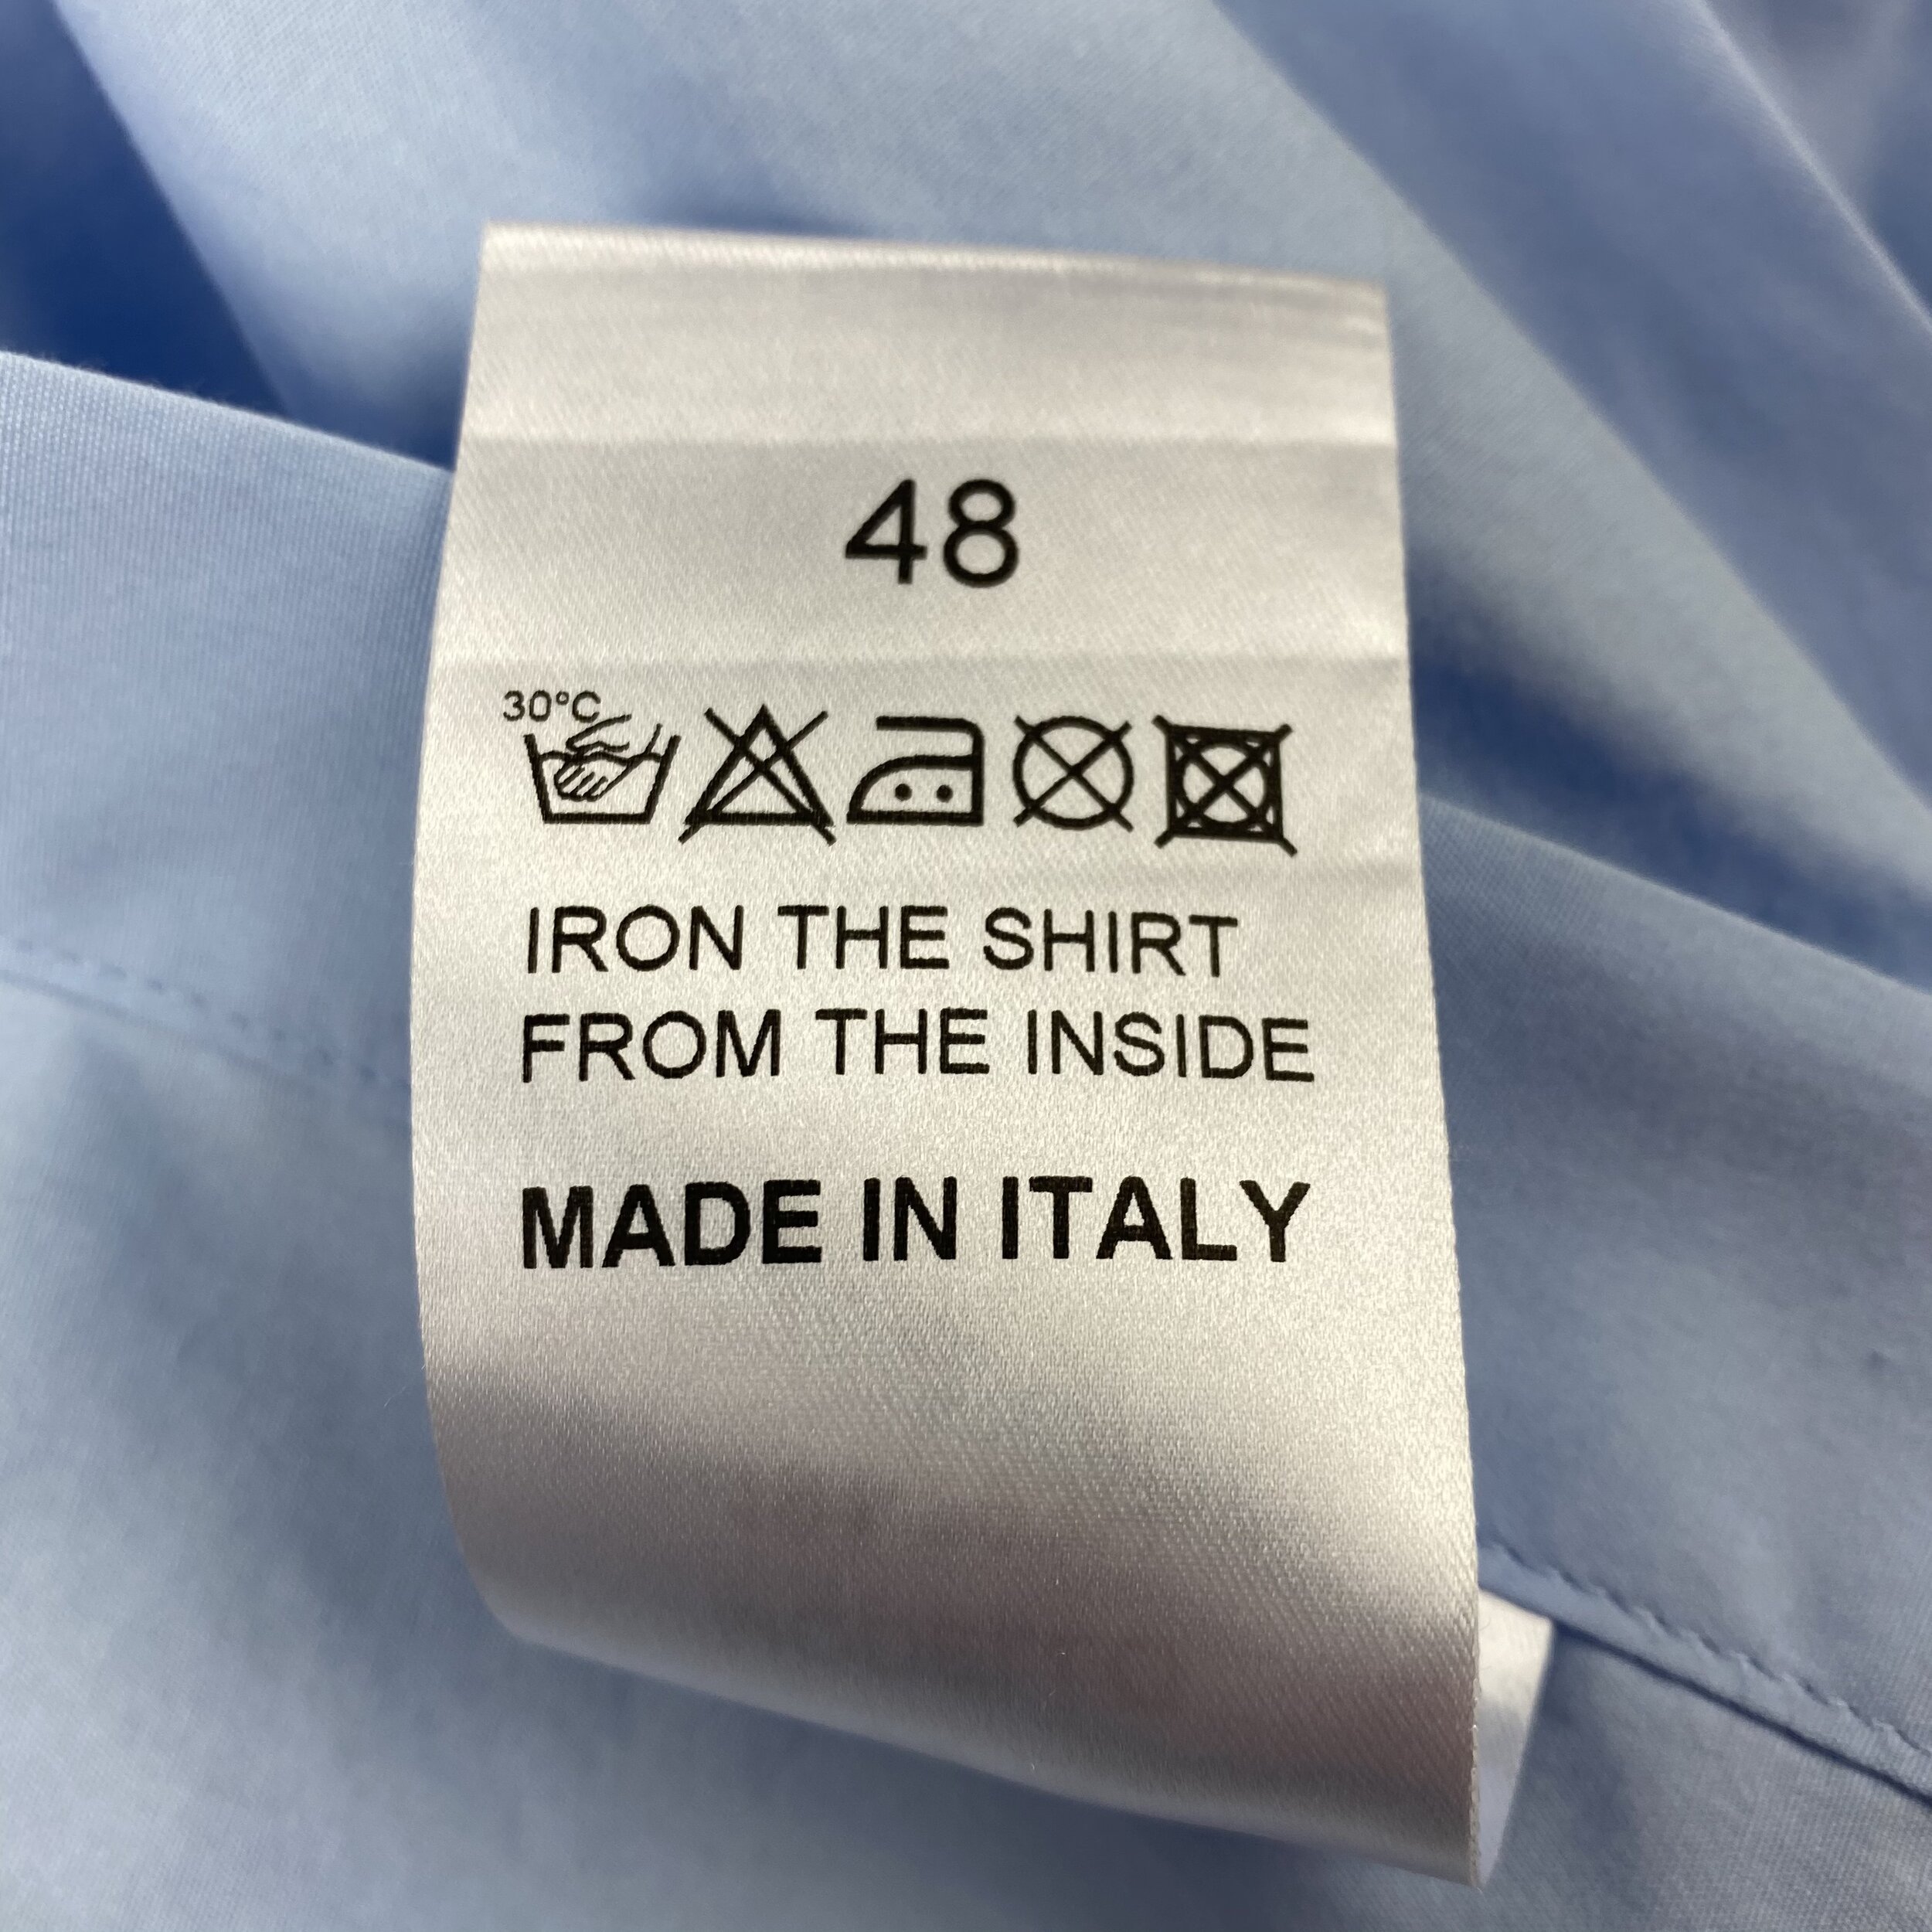 48
30°C
IRON THE SHIRT
FROM THE INSIDE
MADE IN ITALY